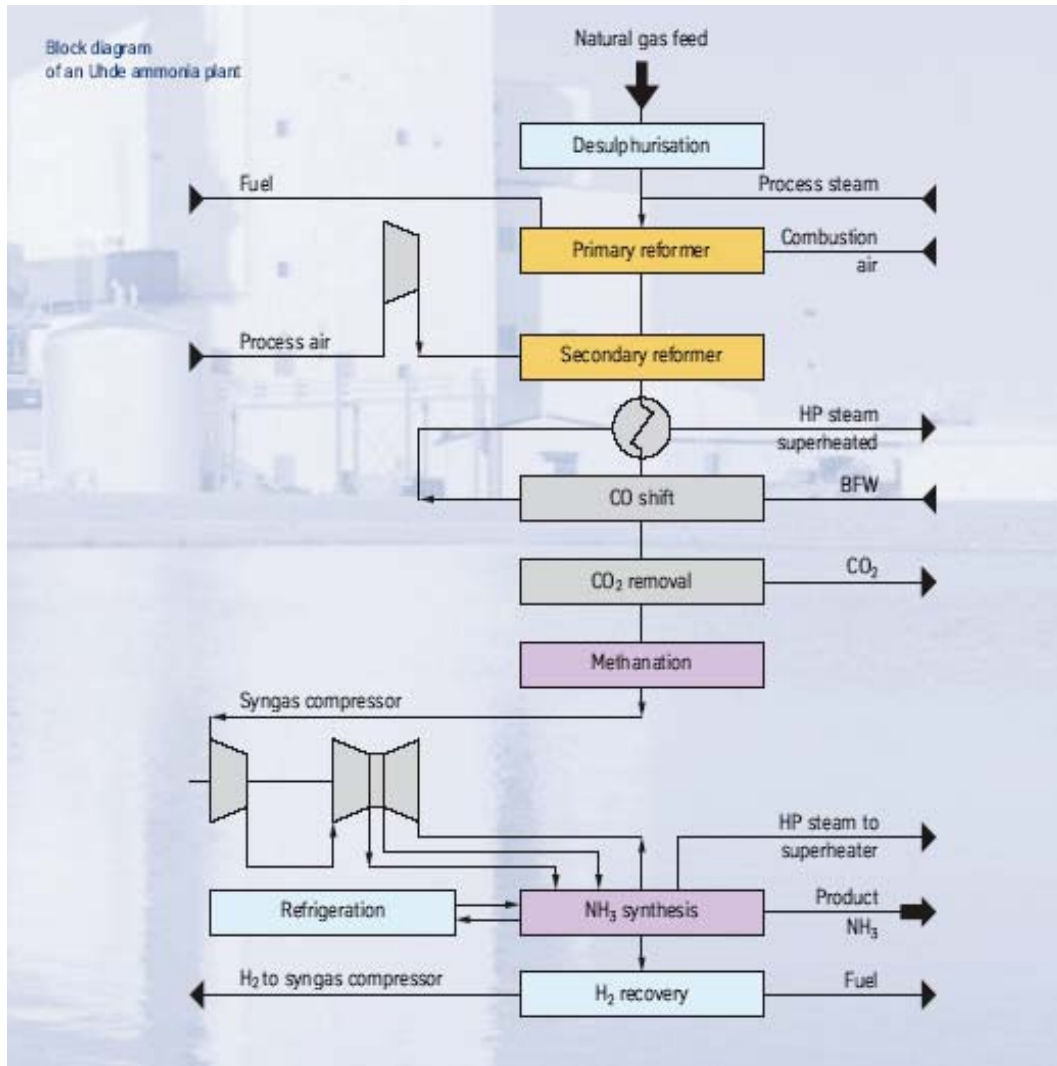 Block diagram
of an Uhde ammonia plant
Natural gas feed
Desulphurisation
Fuel
Process steam
Primary reformer
Combustion
air
Process air
Secondary reformer
HP steam
superheated
CO shift
BFW
CO₂ removal
CO₂
Methanation
Syngas compressor
HP steam to
superheater
Refrigeration
NH₃ synthesis
Product
NH₃
H₂ to syngas compressor
H₂ recovery
Fuel